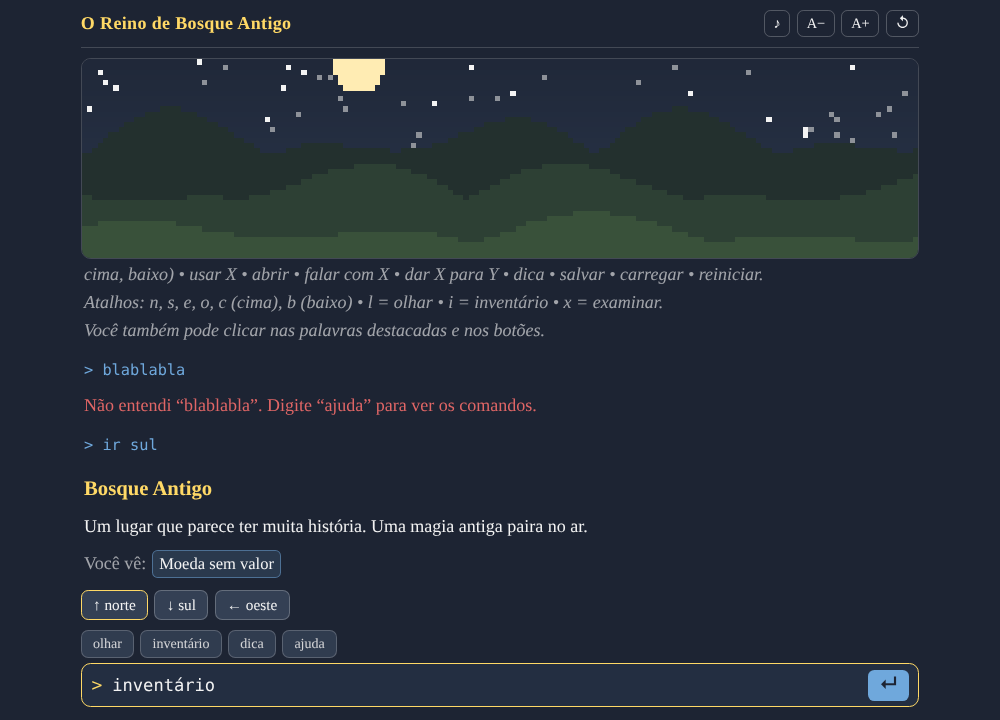 O Reino de Bosque Antigo
♪ A− A+
cima, baixo) • usar X • abrir • falar com X • dar X para Y • dica • salvar • carregar • reiniciar.
Atalhos: n, s, e, o, c (cima), b (baixo) • l = olhar • i = inventário • x = examinar.
Você também pode clicar nas palavras destacadas e nos botões.
> blablabla
Não entendi “blablabla”. Digite “ajuda” para ver os comandos.
> ir sul
Bosque Antigo
Um lugar que parece ter muita história. Uma magia antiga paira no ar.
Você vê: Moeda sem valor
↑ norte ↓ sul ← oeste
olhar inventário dica ajuda
> inventário